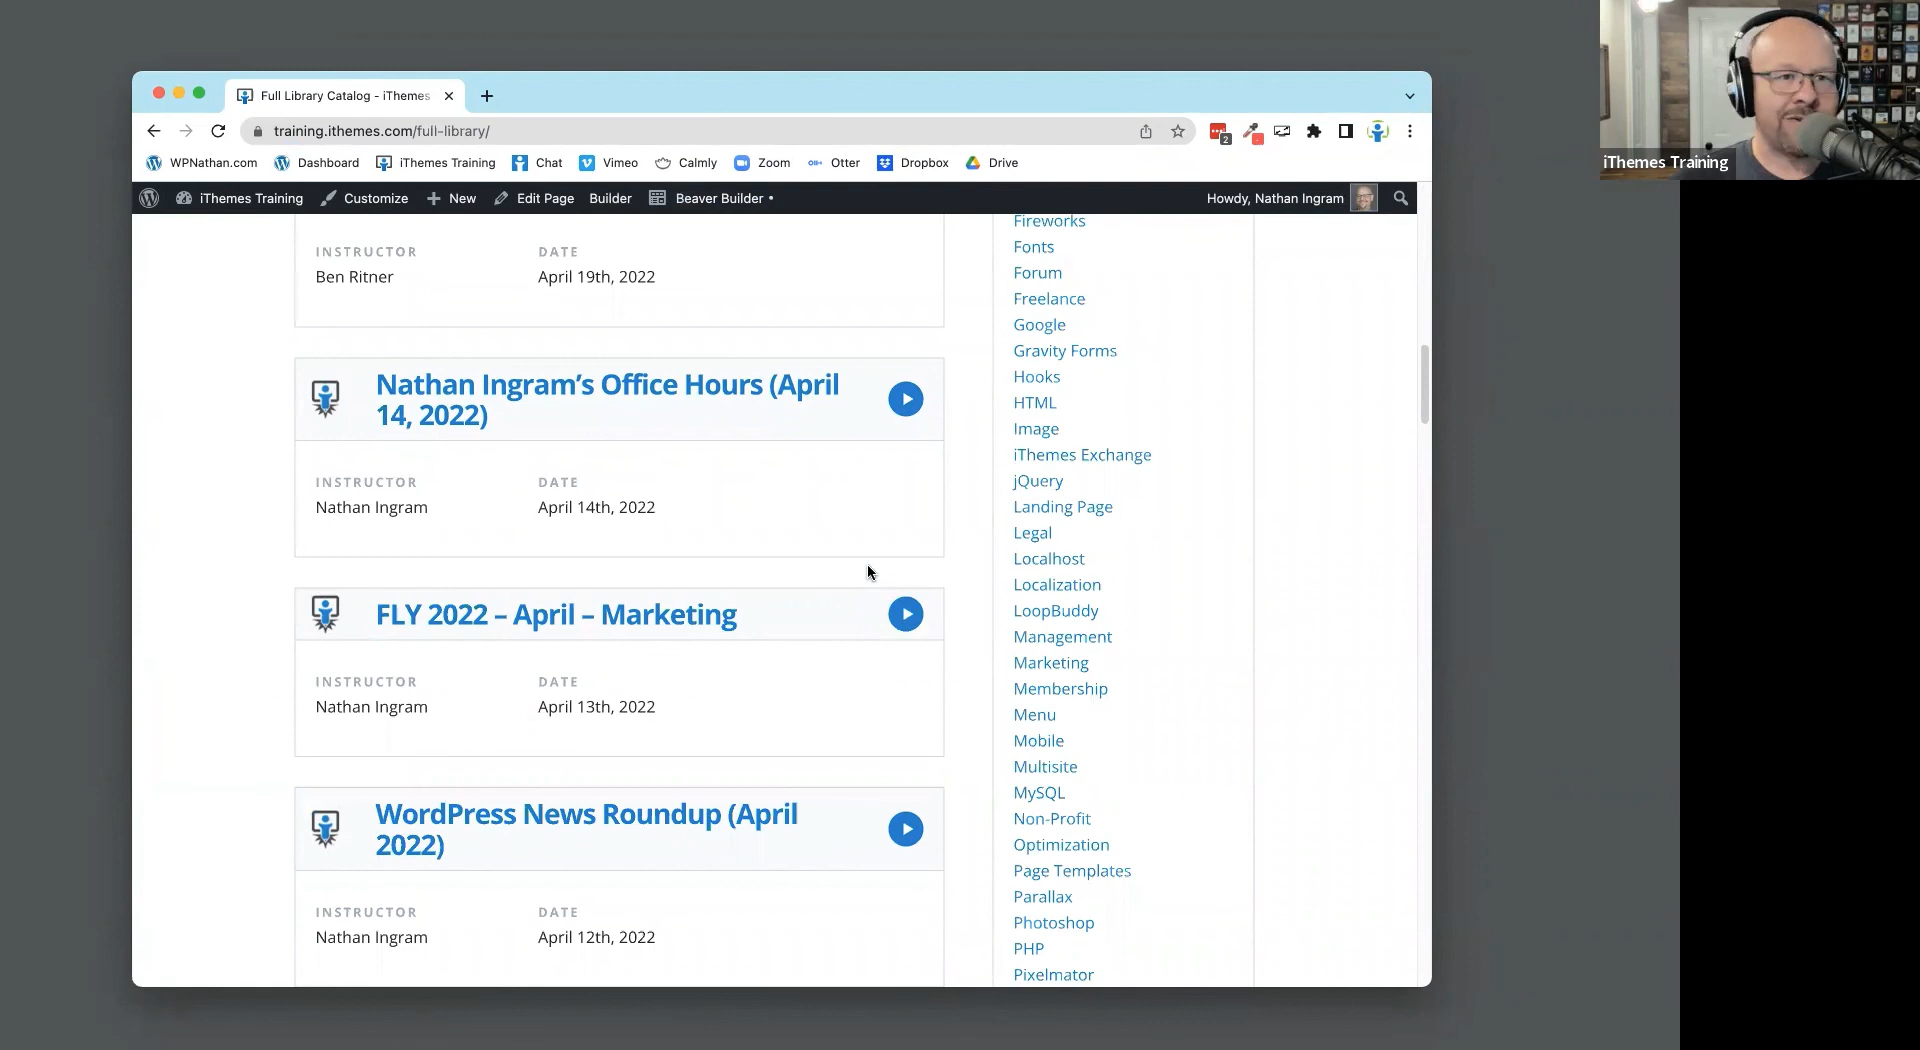 Full Library Catalog - iThemes
training.ithemes.com/full-library/
2
WPNathan.com
Dashboard
iThemes Training
Chat
Vimeo
Calmly
Zoom
Otter
Dropbox
Drive
iThemes Training
Customize
New
Edit Page
Builder
Beaver Builder •
Howdy, Nathan Ingram
iThemes Training
INSTRUCTOR
DATE
Ben Ritner
April 19th, 2022
Nathan Ingram’s Office Hours (April
14, 2022)
INSTRUCTOR
DATE
Nathan Ingram
April 14th, 2022
FLY 2022 – April – Marketing
INSTRUCTOR
DATE
Nathan Ingram
April 13th, 2022
WordPress News Roundup (April
2022)
INSTRUCTOR
DATE
Nathan Ingram
April 12th, 2022
Fireworks
Fonts
Forum
Freelance
Google
Gravity Forms
Hooks
HTML
Image
iThemes Exchange
jQuery
Landing Page
Legal
Localhost
Localization
LoopBuddy
Management
Marketing
Membership
Menu
Mobile
Multisite
MySQL
Non-Profit
Optimization
Page Templates
Parallax
Photoshop
PHP
Pixelmator